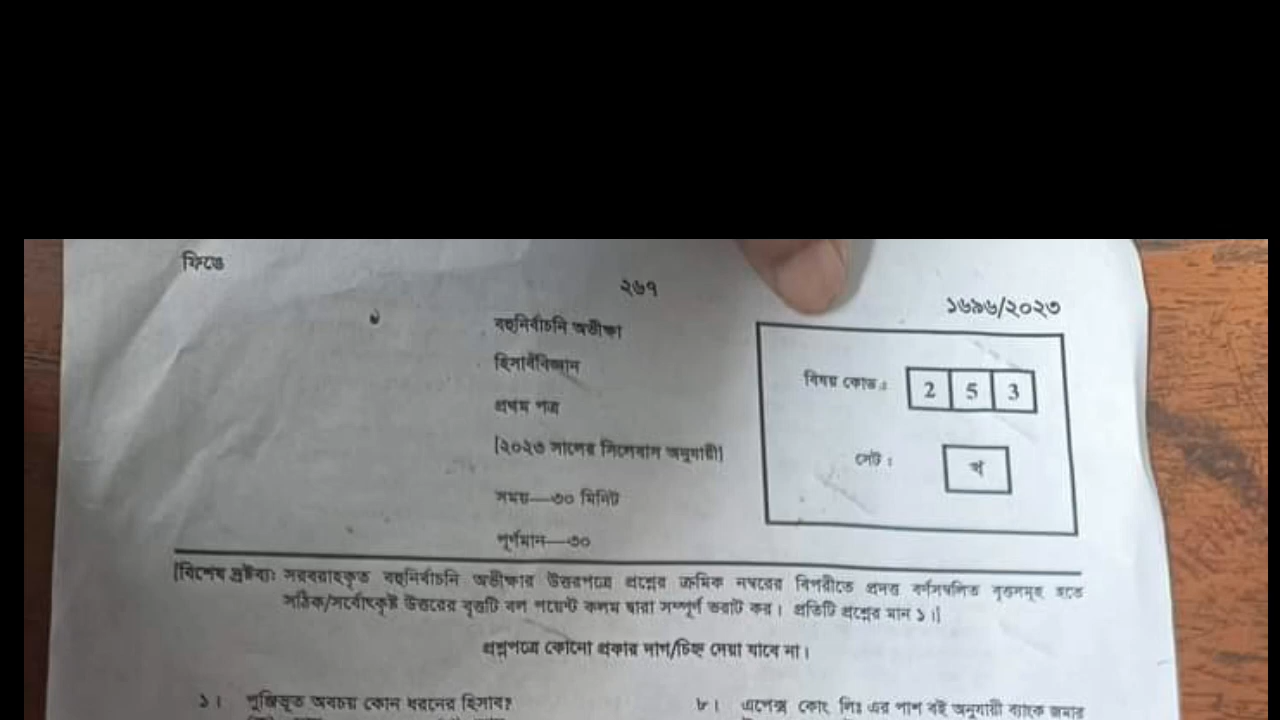 ফিতে
২৬৭
১৬৯৬/২০২৩
বহুনির্বাচনি অভীক্ষা
হিসাববিজ্ঞান
প্রথম পত্র
[২০২৩ সালের সিলেবাস অনুযায়ী]
সময়—৩০ মিনিট
পূর্ণমান—৩০
বিষয় কোড : 2 5 3
সেট : খ
[বিশেষ দ্রষ্টব্য: সরবরাহকৃত বহুনির্বাচনি অভীক্ষার উত্তরপত্রে প্রশ্নের ক্রমিক নম্বরের বিপরীতে প্রদত্ত বর্ণসংবলিত বৃত্তসমূহ হতে
সঠিক/সর্বোৎকৃষ্ট উত্তরের বৃত্তটি বল পয়েন্ট কলম দ্বারা সম্পূর্ণ ভরাট কর। প্রতিটি প্রশ্নের মান ১।]
প্রশ্নপত্রে কোনো প্রকার দাগ/চিহ্ন দেয়া যাবে না।
১। পুঞ্জিভূত অবচয় কোন ধরনের হিসাব?
৮। এপেক্স কোং লিঃ এর পাশ বই অনুযায়ী ব্যাংক জমার